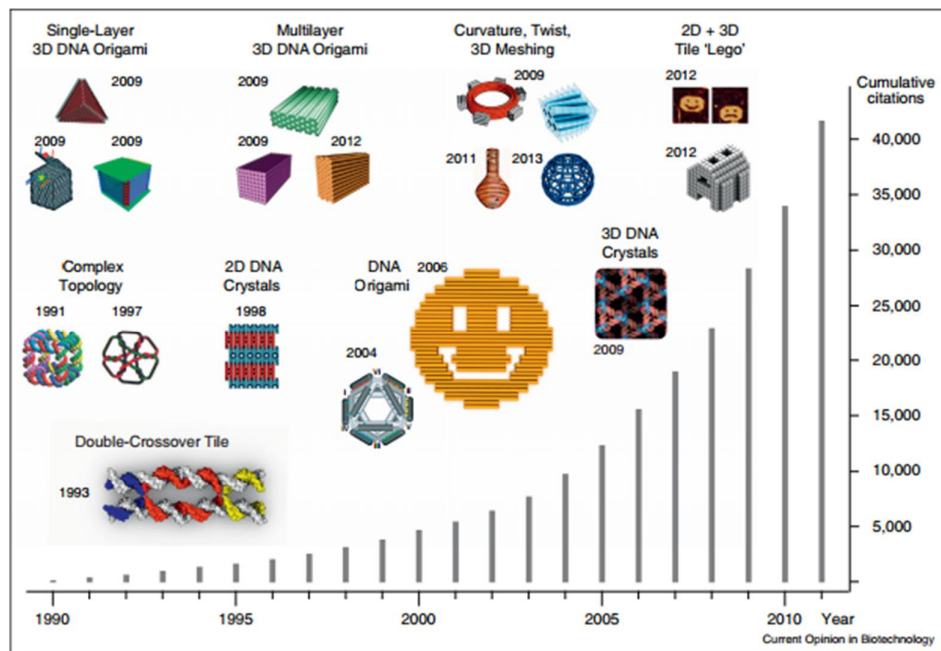 Single-Layer
3D DNA Origami
2009
2009
2009
Multilayer
3D DNA Origami
2009
2009
2012
Curvature, Twist,
3D Meshing
2009
2011
2013
2D + 3D
Tile ‘Lego’
2012
2012
Cumulative
citations
40,000
35,000
30,000
25,000
20,000
15,000
10,000
5,000
Complex
Topology
1991
1997
2D DNA
Crystals
1998
DNA
Origami
2006
2004
3D DNA
Crystals
2009
Double-Crossover Tile
1993
1990
1995
2000
2005
2010
Year
Current Opinion in Biotechnology